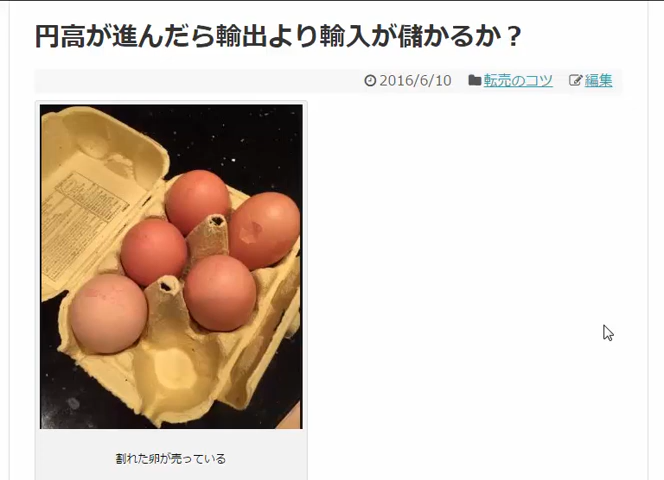 円高が進んだら輸出より輸入が儲かるか？
2016/6/10 転売のコツ 編集
割れた卵が売っている